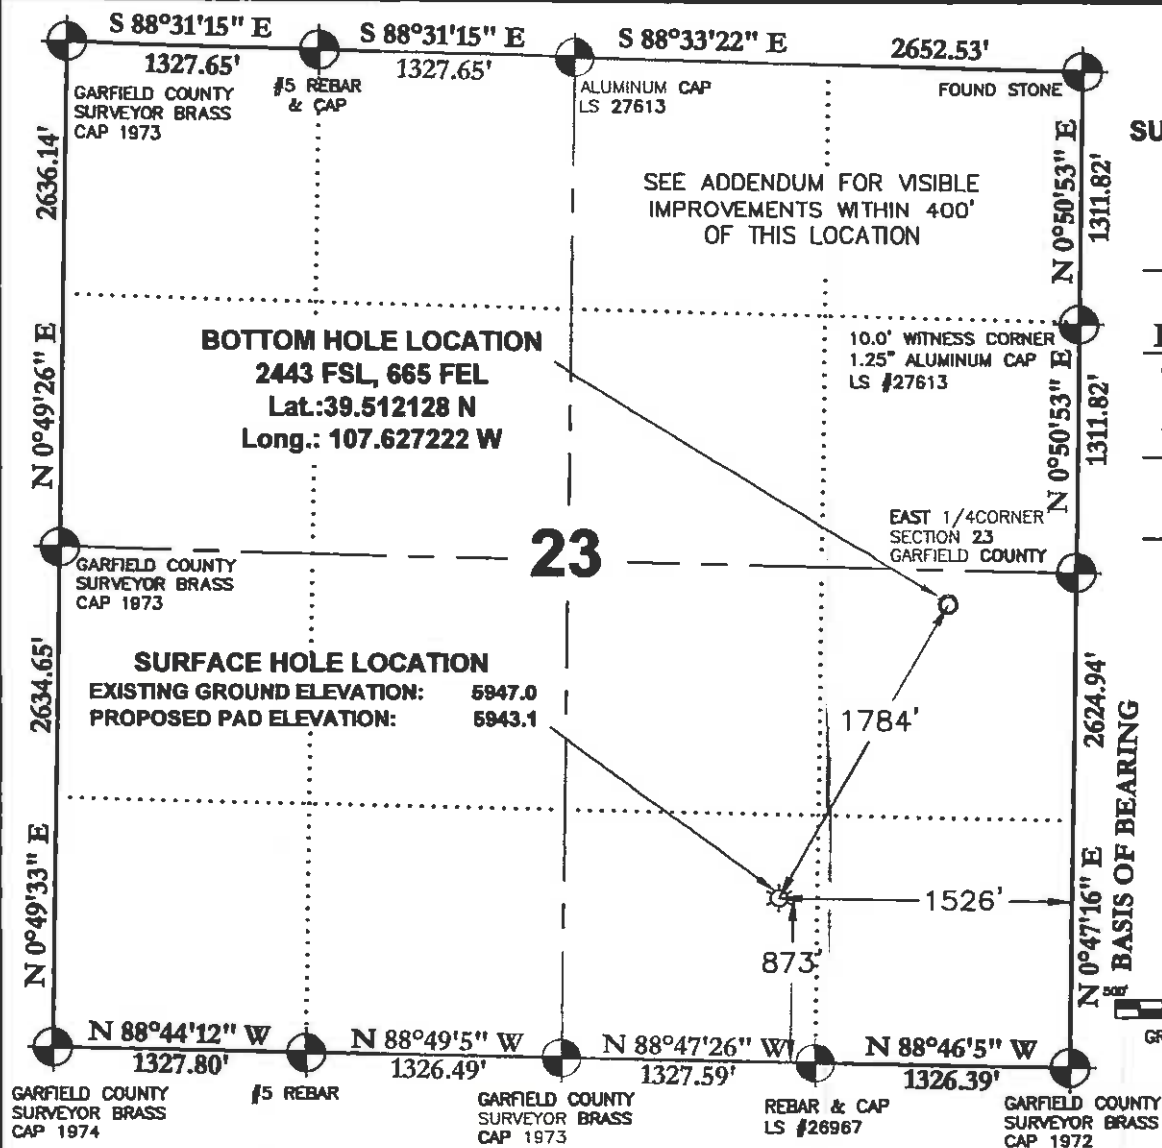 S 88°31'15" E
1327.65'
S 88°31'15" E
1327.65'
S 88°33'22" E
2652.53'
GARFIELD COUNTY
SURVEYOR BRASS
CAP 1973
#5 REBAR
& CAP
ALUMINUM CAP
LS 27613
FOUND STONE
SU
2636.14'
N 0°49'26" E
SEE ADDENDUM FOR VISIBLE
IMPROVEMENTS WITHIN 400'
OF THIS LOCATION
N 0°50'53" E
1311.82'
BOTTOM HOLE LOCATION
2443 FSL, 665 FEL
Lat.:39.512128 N
Long.: 107.627222 W
10.0' WITNESS CORNER
1.25" ALUMINUM CAP
LS #27613
N 0°50'53" E
1311.82'
23
EAST 1/4CORNER
SECTION 23
GARFIELD COUNTY
GARFIELD COUNTY
SURVEYOR BRASS
CAP 1973
2634.65'
N 0°49'33" E
SURFACE HOLE LOCATION
EXISTING GROUND ELEVATION: 5947.0
PROPOSED PAD ELEVATION: 5943.1
1784'
1526'
873'
2624.94'
N 0°47'16" E
BASIS OF BEARING
500'
GR
N 88°44'12" W
1327.80'
N 88°49'5" W
1326.49'
N 88°47'26" W
1327.59'
N 88°46'5" W
1326.39'
GARFIELD COUNTY
SURVEYOR BRASS
CAP 1974
#5 REBAR
GARFIELD COUNTY
SURVEYOR BRASS
CAP 1973
REBAR & CAP
LS #26967
GARFIELD COUNTY
SURVEYOR BRASS
CAP 1972